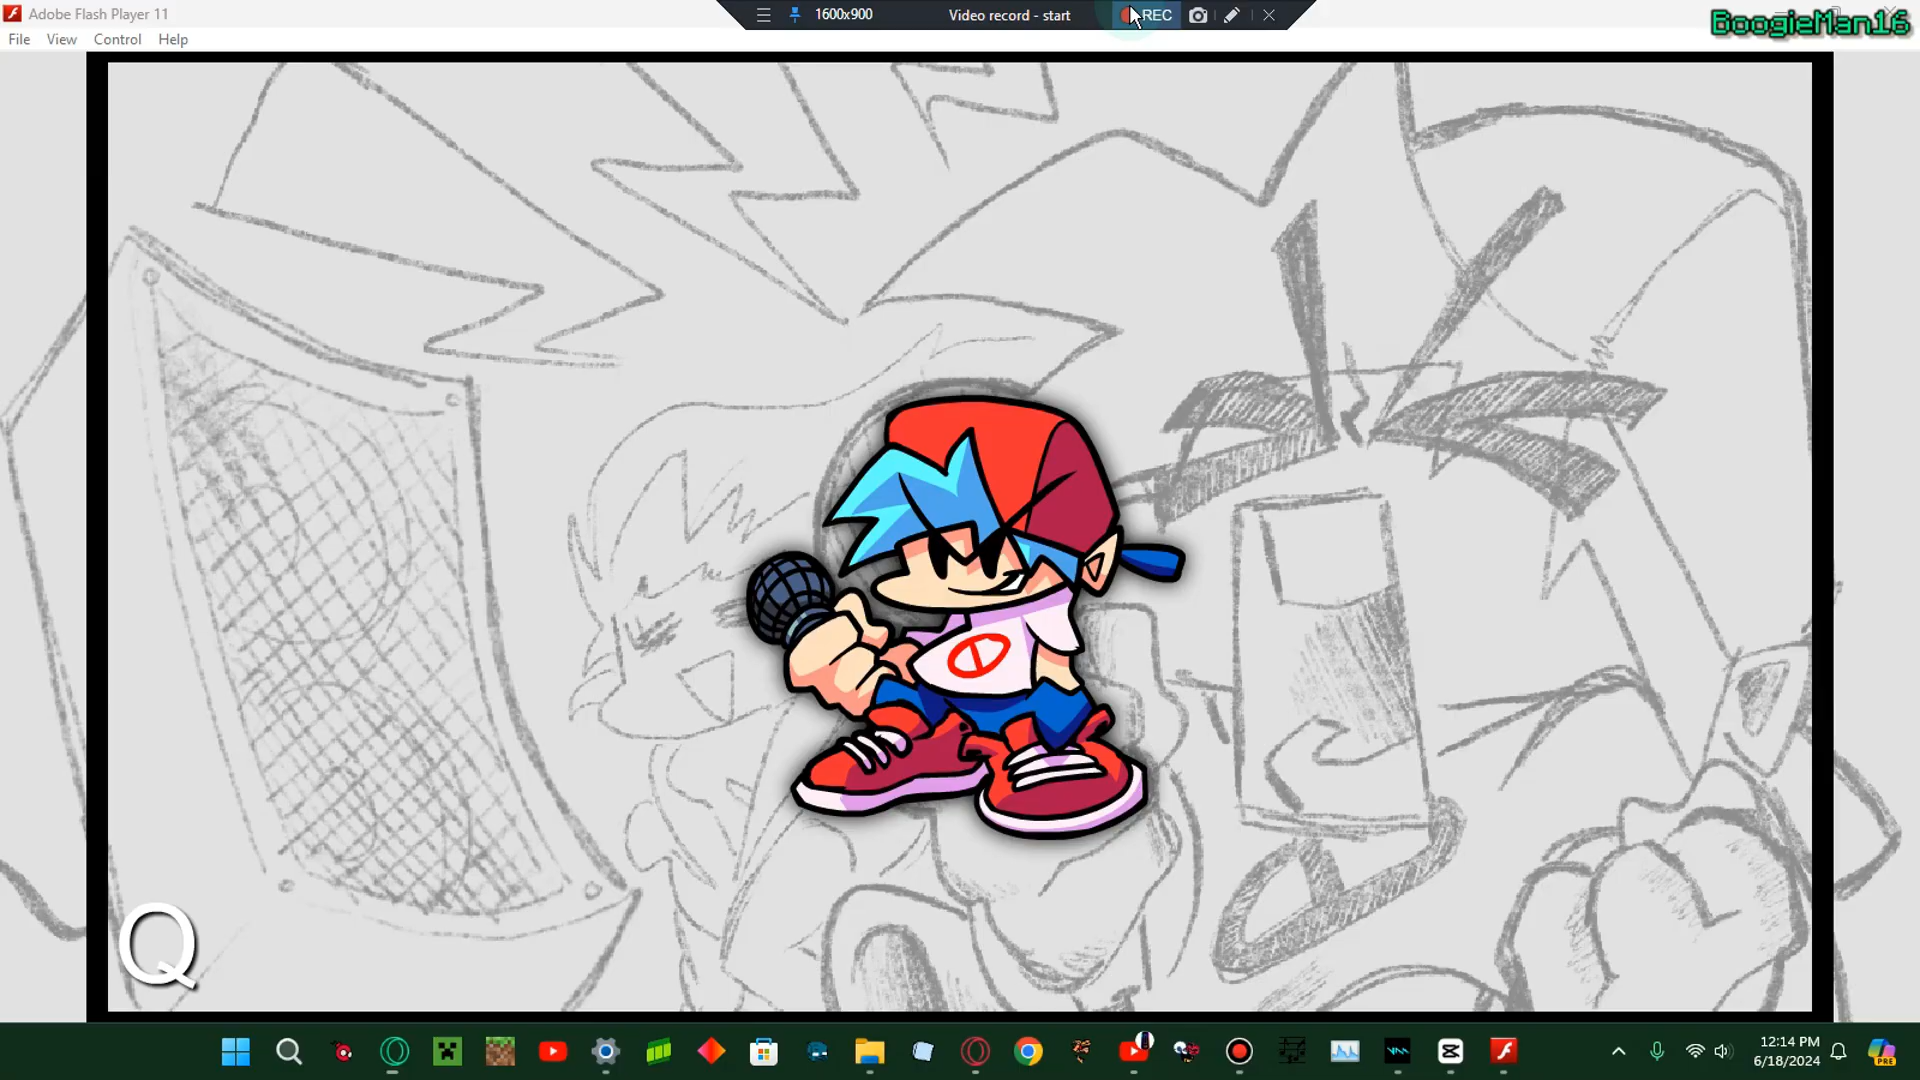 Adobe Flash Player 11
1600x900
Video record - start
REC
BoogieMan16
File View Control Help
Q
12:14 PM
6/18/2024
PRE